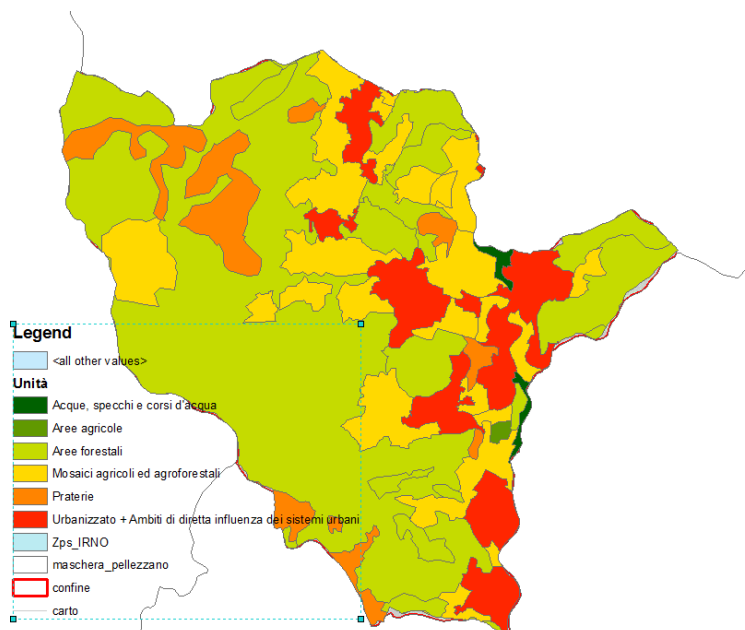 Legend
<all other values>
Unità
Acque, specchi e corsi d'acqua
Aree agricole
Aree forestali
Mosaici agricoli ed agroforestali
Praterie
Urbanizzato + Ambiti di diretta influenza dei sistemi urbani
Zps_IRNO
maschera_pellezzano
confine
carto